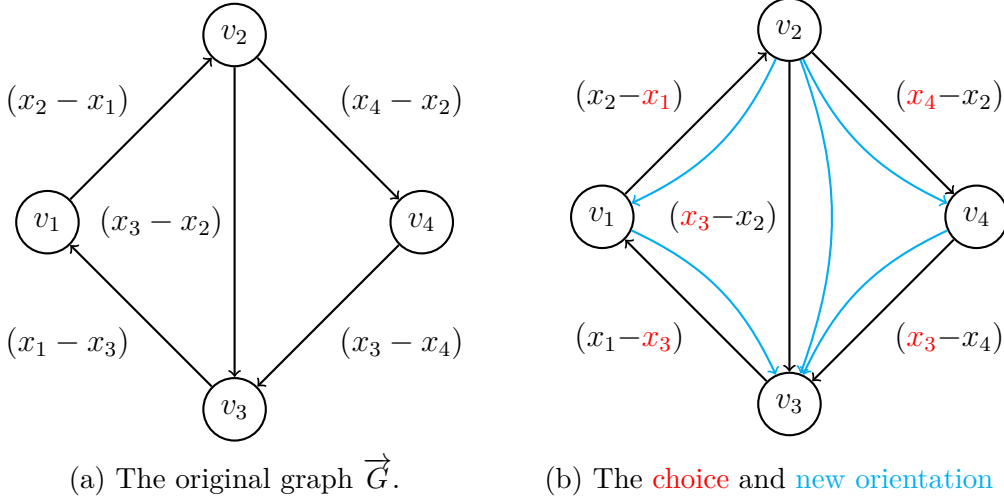 v₂
(x₂ − x₁)
(x₄ − x₂)
v₁
(x₃ − x₂)
v₄
(x₁ − x₃)
(x₃ − x₄)
v₃
(a) The original graph G⃗.
v₂
(x₂−x₁)
(x₄−x₂)
v₁
(x₃−x₂)
v₄
(x₁−x₃)
(x₃−x₄)
v₃
(b) The choice and new orientation